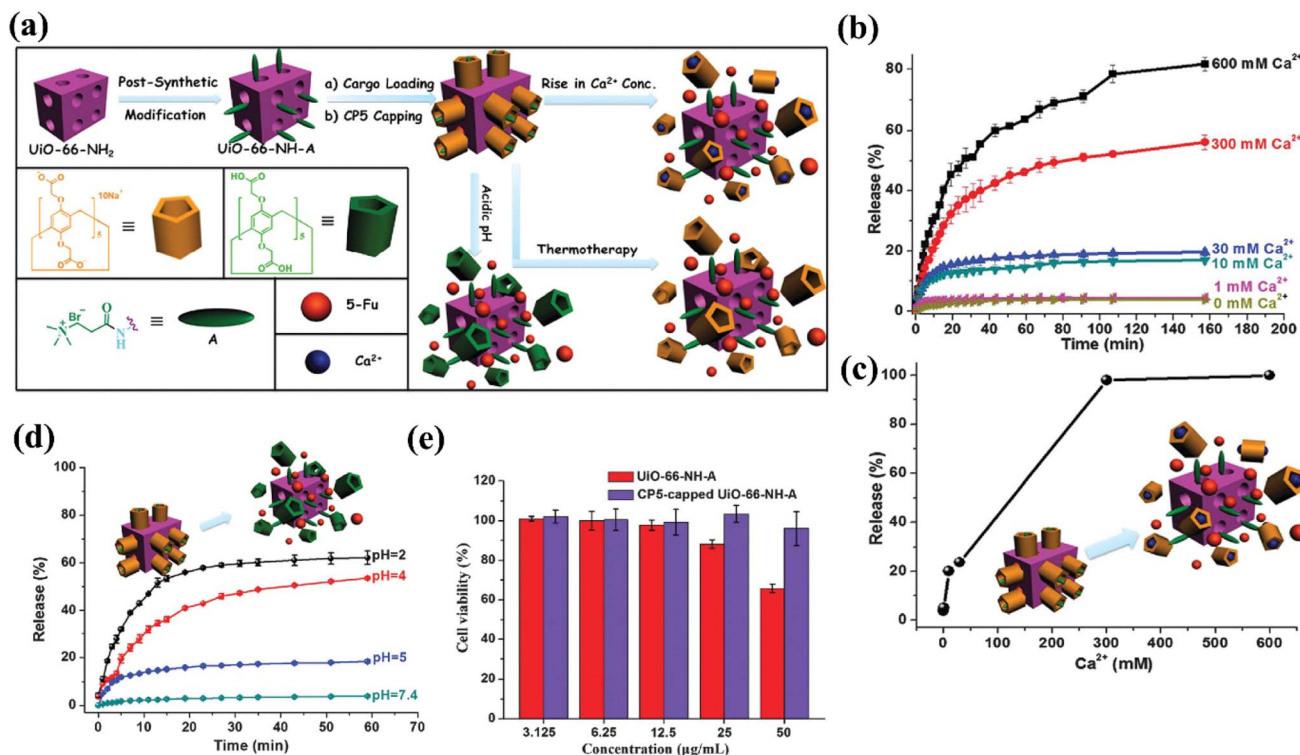 (a)
Post-Synthetic
Modification
a) Cargo Loading
b) CP5 Capping
Rise in Ca²⁺ Conc.
UiO-66-NH₂
UiO-66-NH-A
Acidic pH
Thermotherapy
⁻O
O
O
O
O
O⁻
10Na⁺
5
≡
HO
O
O
O
O
OH
5
≡
Br⁻
N⁺
O
N
H
≡
A
5-Fu
Ca²⁺
(b)
Release (%)
80
60
40
20
0
600 mM Ca²⁺
300 mM Ca²⁺
30 mM Ca²⁺
10 mM Ca²⁺
1 mM Ca²⁺
0 mM Ca²⁺
0 20 40 60 80 100 120 140 160 180 200
Time (min)
(c)
Release (%)
100
80
60
40
20
0
0 100 200 300 400 500 600
Ca²⁺ (mM)
(d)
Release (%)
100
80
60
40
20
0
pH=2
pH=4
pH=5
pH=7.4
0 10 20 30 40 50 60 70
Time (min)
(e)
Cell viability (%)
120
100
80
60
40
20
0
UiO-66-NH-A
CP5-capped UiO-66-NH-A
3.125 6.25 12.5 25 50
Concentration (μg/mL)